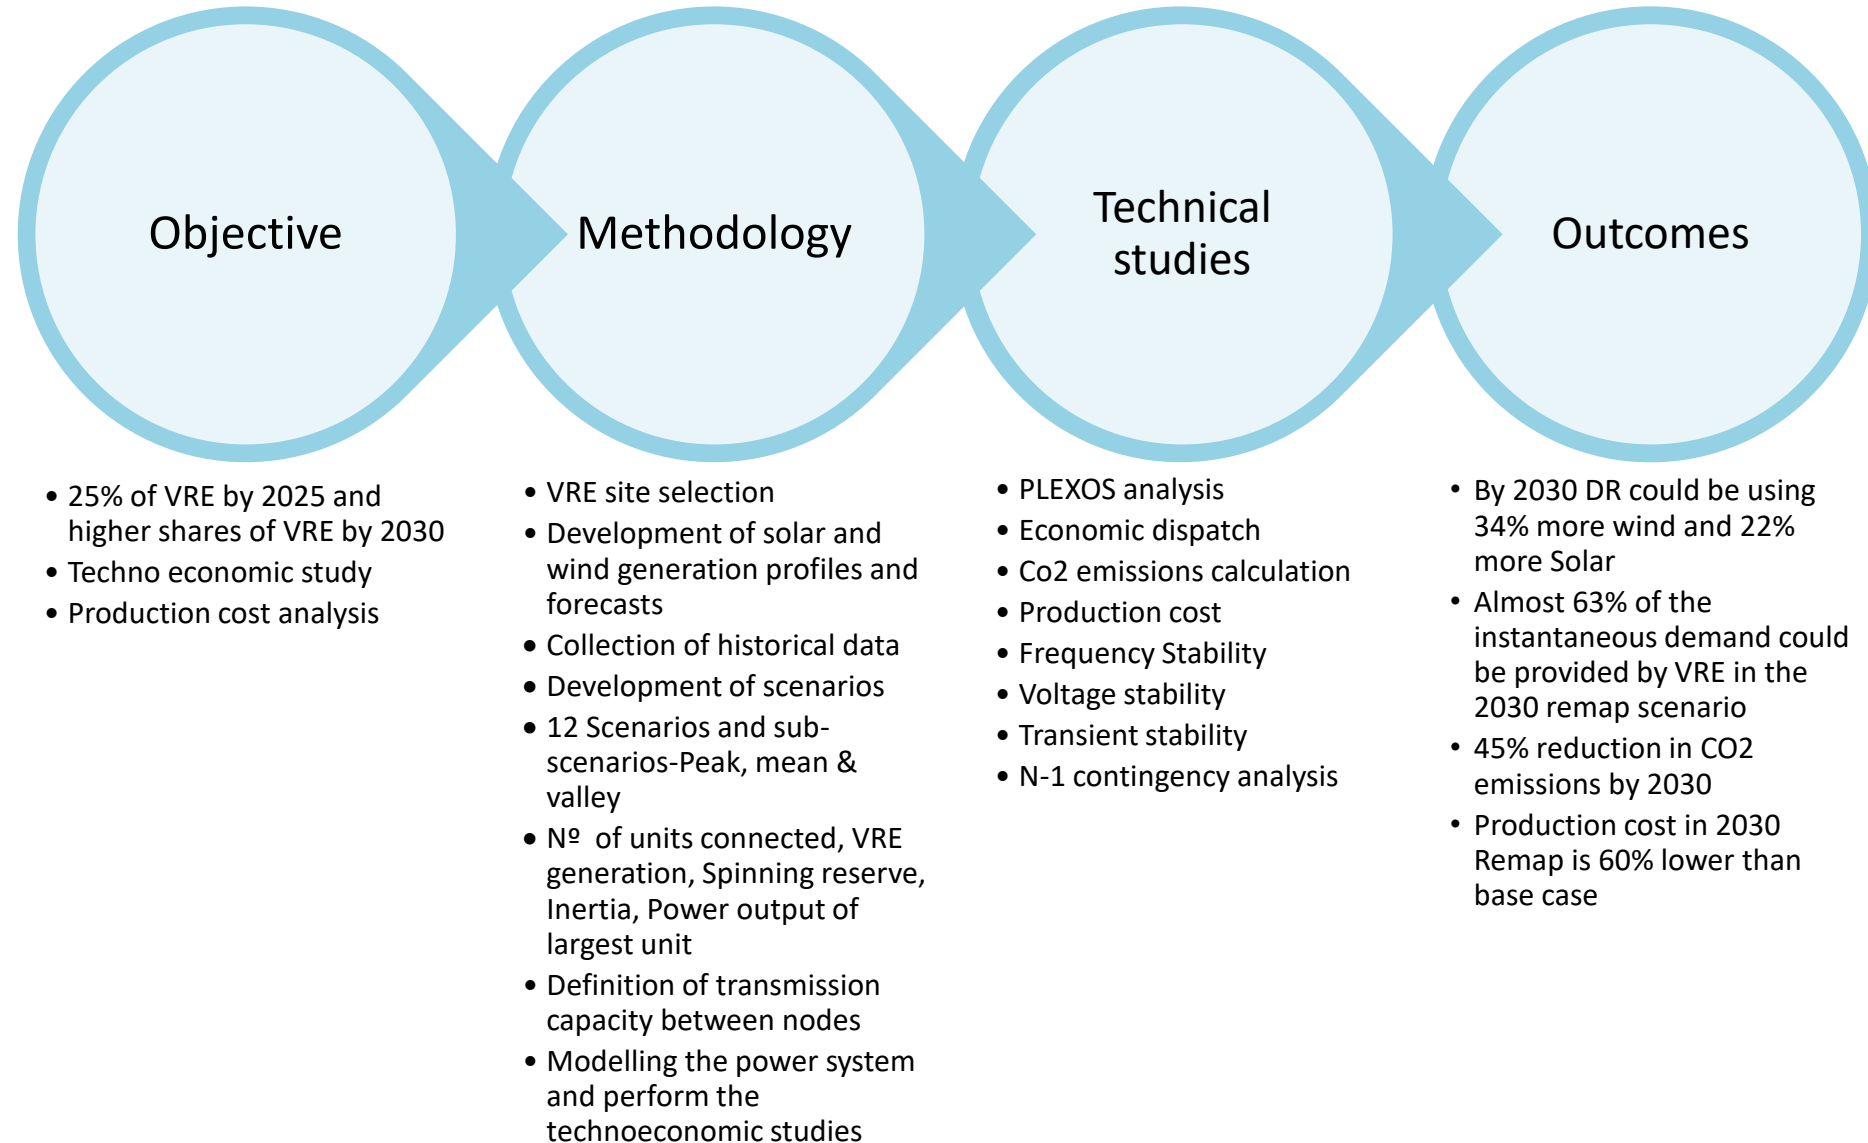 Objective
• 25% of VRE by 2025 and
higher shares of VRE by 2030
• Techno economic study
• Production cost analysis
Methodology
• VRE site selection
• Development of solar and
wind generation profiles and
forecasts
• Collection of historical data
• Development of scenarios
• 12 Scenarios and sub-
scenarios-Peak, mean &
valley
• Nº of units connected, VRE
generation, Spinning reserve,
Inertia, Power output of
largest unit
• Definition of transmission
capacity between nodes
• Modelling the power system
and perform the
technoeconomic studies
Technical
studies
• PLEXOS analysis
• Economic dispatch
• Co2 emissions calculation
• Production cost
• Frequency Stability
• Voltage stability
• Transient stability
• N-1 contingency analysis
Outcomes
• By 2030 DR could be using
34% more wind and 22%
more Solar
• Almost 63% of the
instantaneous demand could
be provided by VRE in the
2030 remap scenario
• 45% reduction in CO2
emissions by 2030
• Production cost in 2030
Remap is 60% lower than
base case